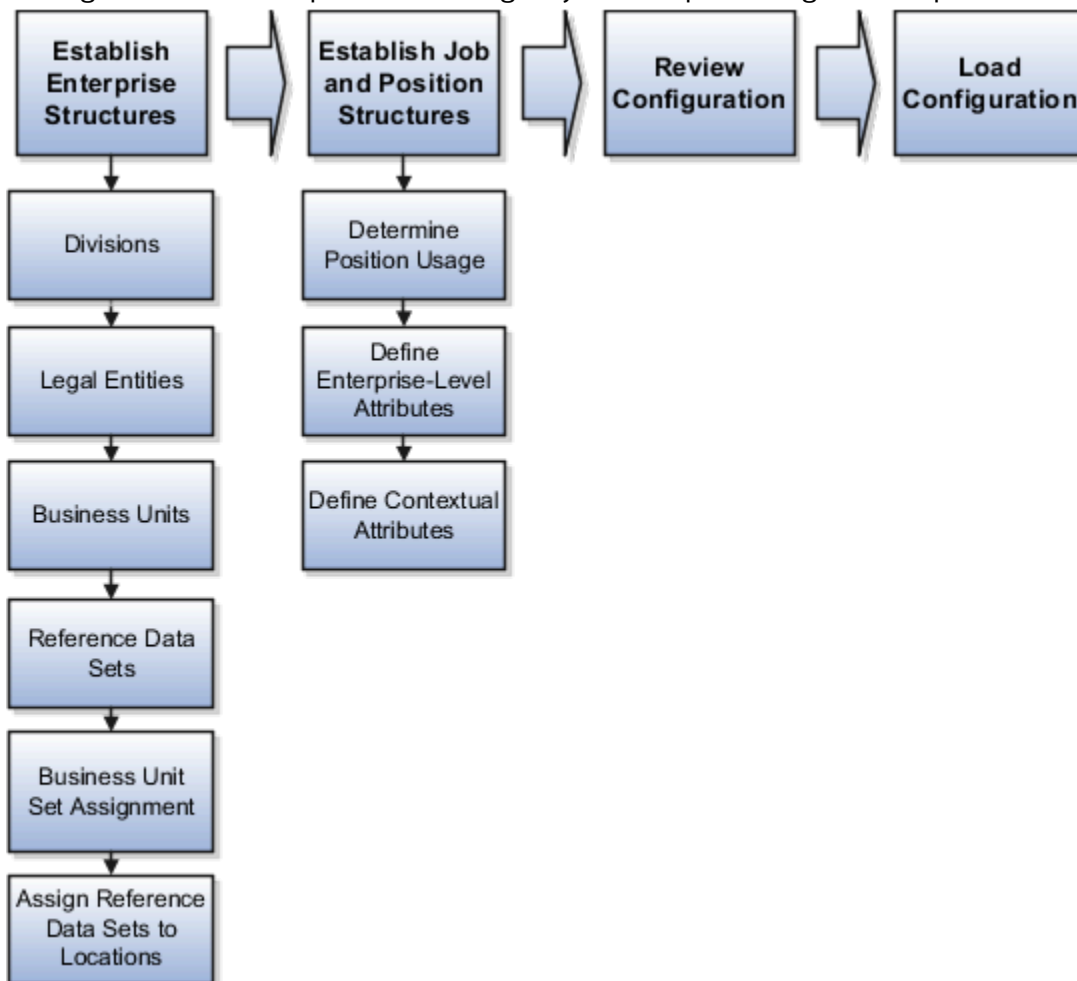 Establish
Enterprise
Structures
Establish Job
and Position
Structures
Review
Configuration
Load
Configuration
Divisions
Legal Entities
Business Units
Reference Data
Sets
Business Unit
Set Assignment
Assign Reference
Data Sets to
Locations
Determine
Position Usage
Define
Enterprise-Level
Attributes
Define Contextual
Attributes